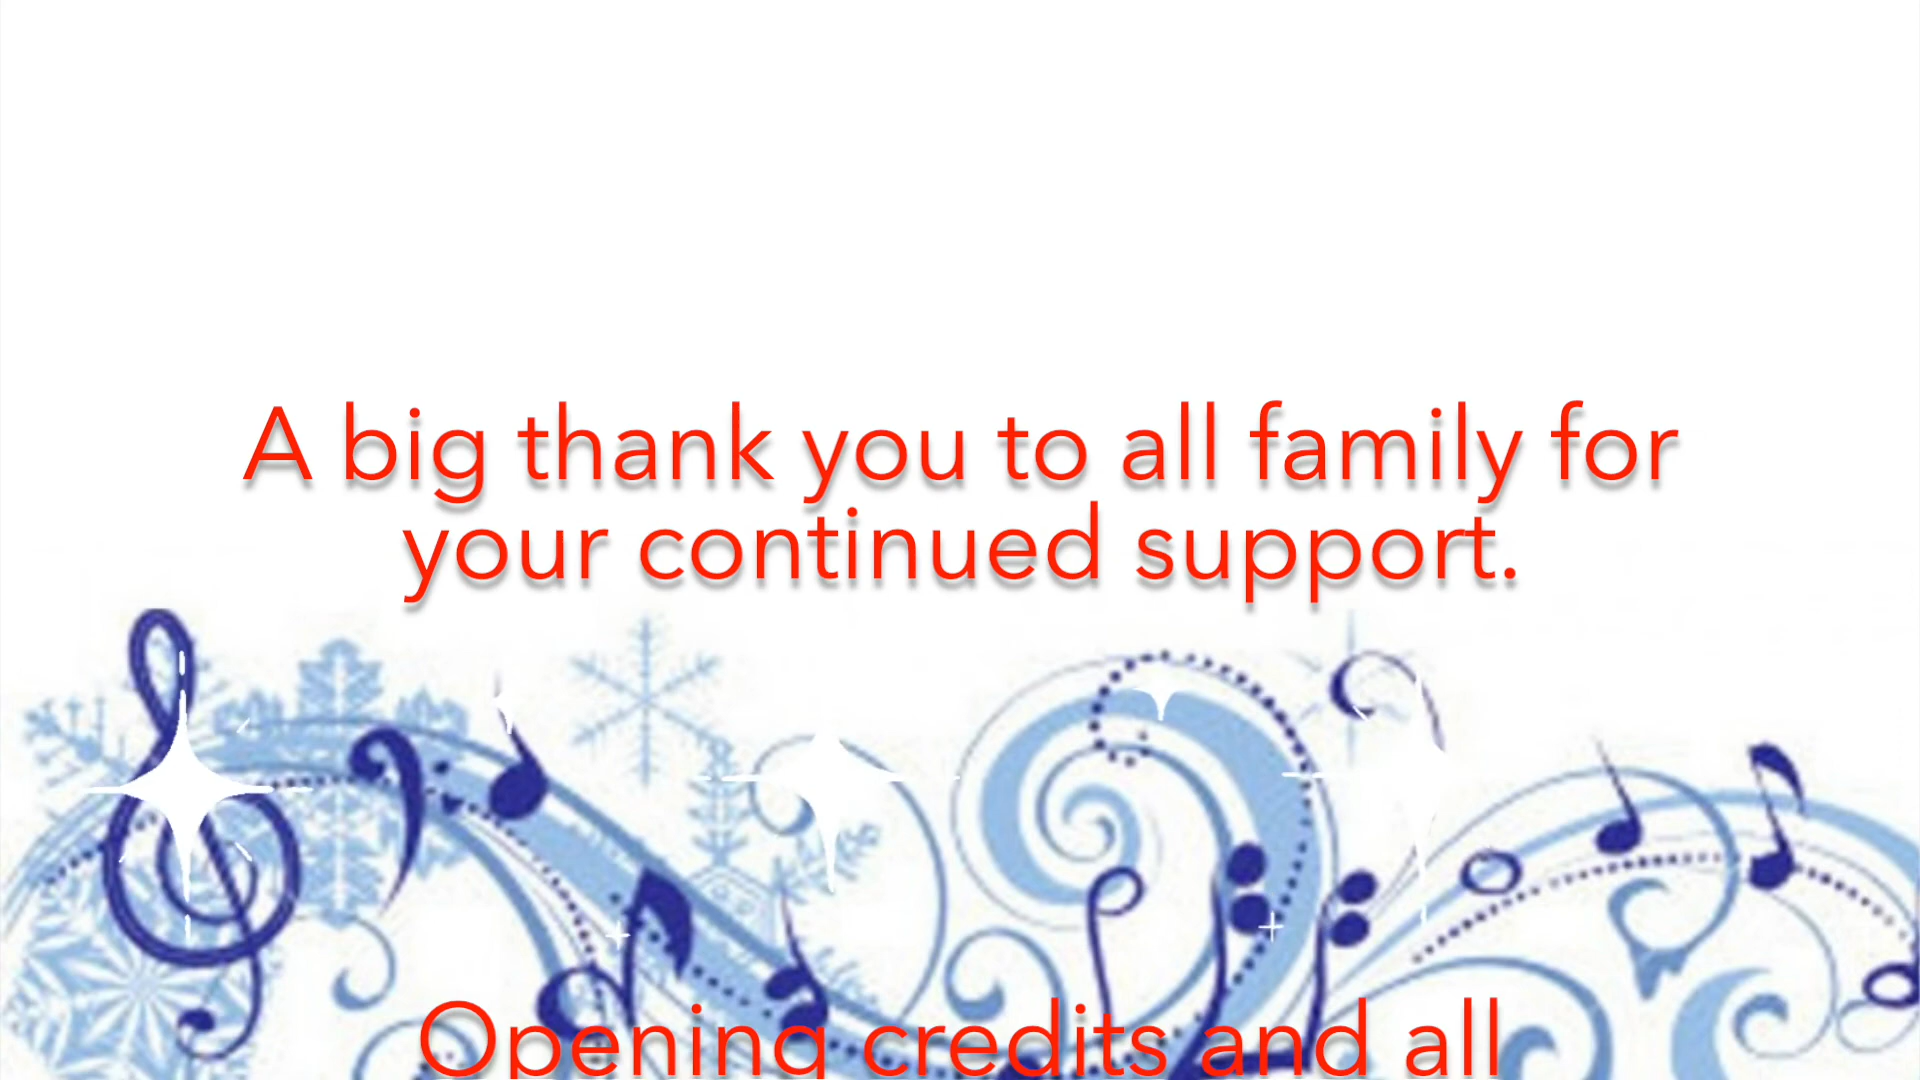 A big thank you to all family for
your continued support.
Opening credits and all